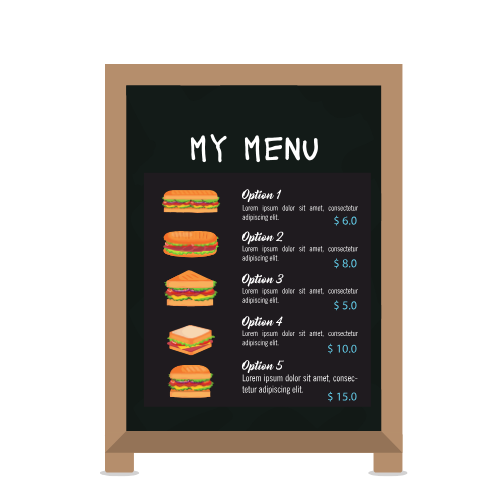 MY MENU
Option 1
Lorem ipsum dolor sit amet, consectetur
adipiscing elit.
$ 6.0
Option 2
Lorem ipsum dolor sit amet, consectetur
adipiscing elit.
$ 8.0
Option 3
Lorem ipsum dolor sit amet, consectetur
adipiscing elit.
$ 5.0
Option 4
Lorem ipsum dolor sit amet, consectetur
adipiscing elit.
$ 10.0
Option 5
Lorem ipsum dolor sit amet, consec-
tetur adipiscing elit.
$ 15.0